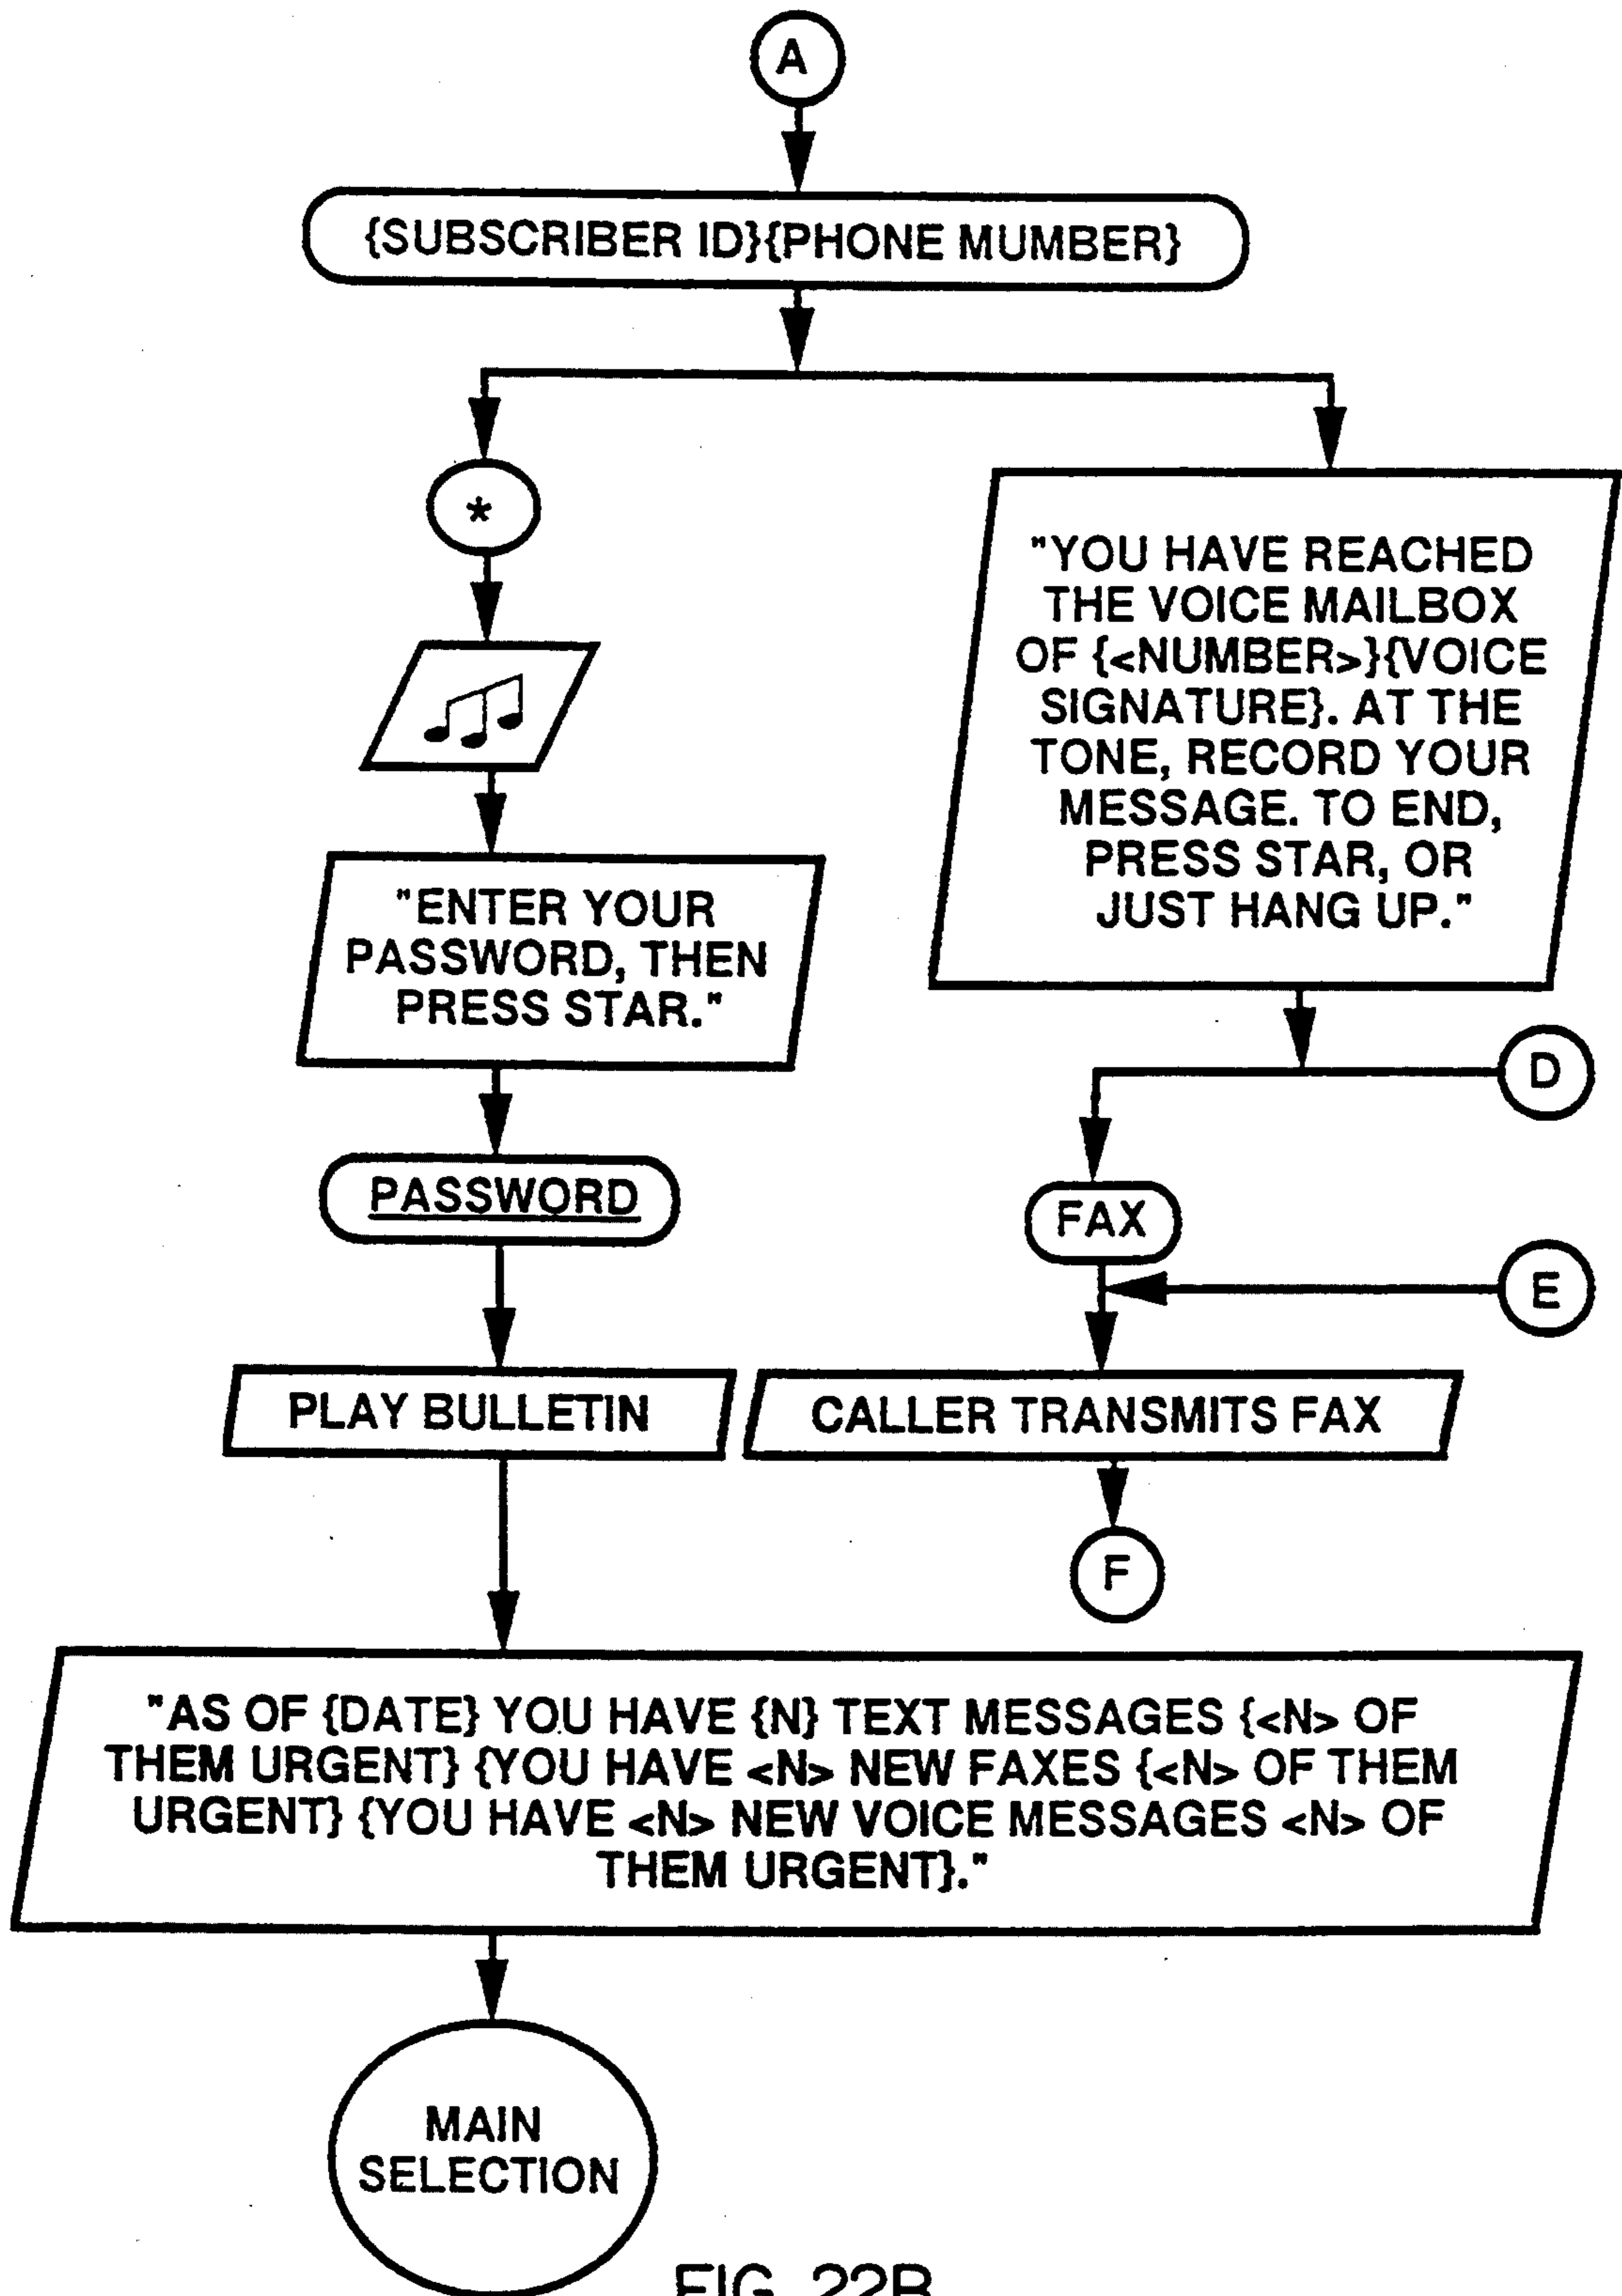 A
{SUBSCRIBER ID}{PHONE MUMBER}
*
"ENTER YOUR
PASSWORD, THEN
PRESS STAR."
PASSWORD
PLAY BULLETIN
"YOU HAVE REACHED
THE VOICE MAILBOX
OF {<NUMBER>}{VOICE
SIGNATURE}. AT THE
TONE, RECORD YOUR
MESSAGE. TO END,
PRESS STAR, OR
JUST HANG UP."
D
FAX
E
CALLER TRANSMITS FAX
F
"AS OF {DATE} YOU HAVE {N} TEXT MESSAGES {<N> OF
THEM URGENT} {YOU HAVE <N> NEW FAXES {<N> OF THEM
URGENT} {YOU HAVE <N> NEW VOICE MESSAGES <N> OF
THEM URGENT}."
MAIN
SELECTION
FIG. 22B